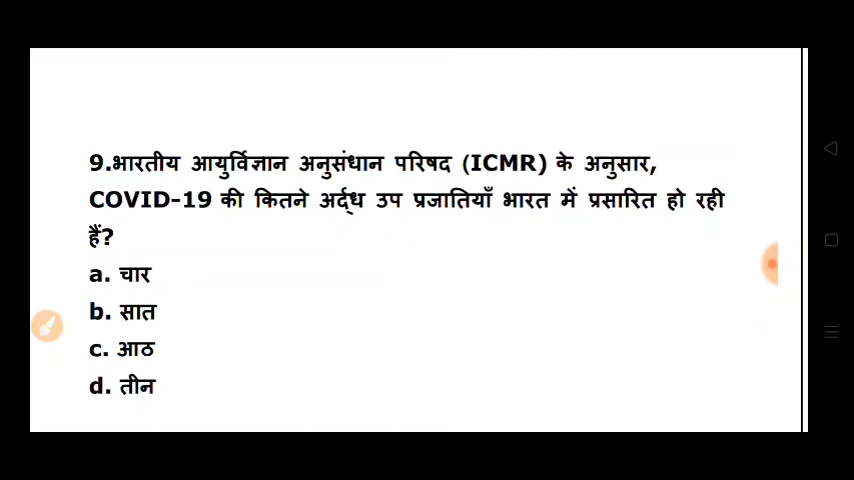 9.भारतीय आयुर्विज्ञान अनुसंधान परिषद (ICMR) के अनुसार,
COVID-19 की कितने अर्द्ध उप प्रजातियाँ भारत में प्रसारित हो रही
हैं?
a. चार
b. सात
c. आठ
d. तीन